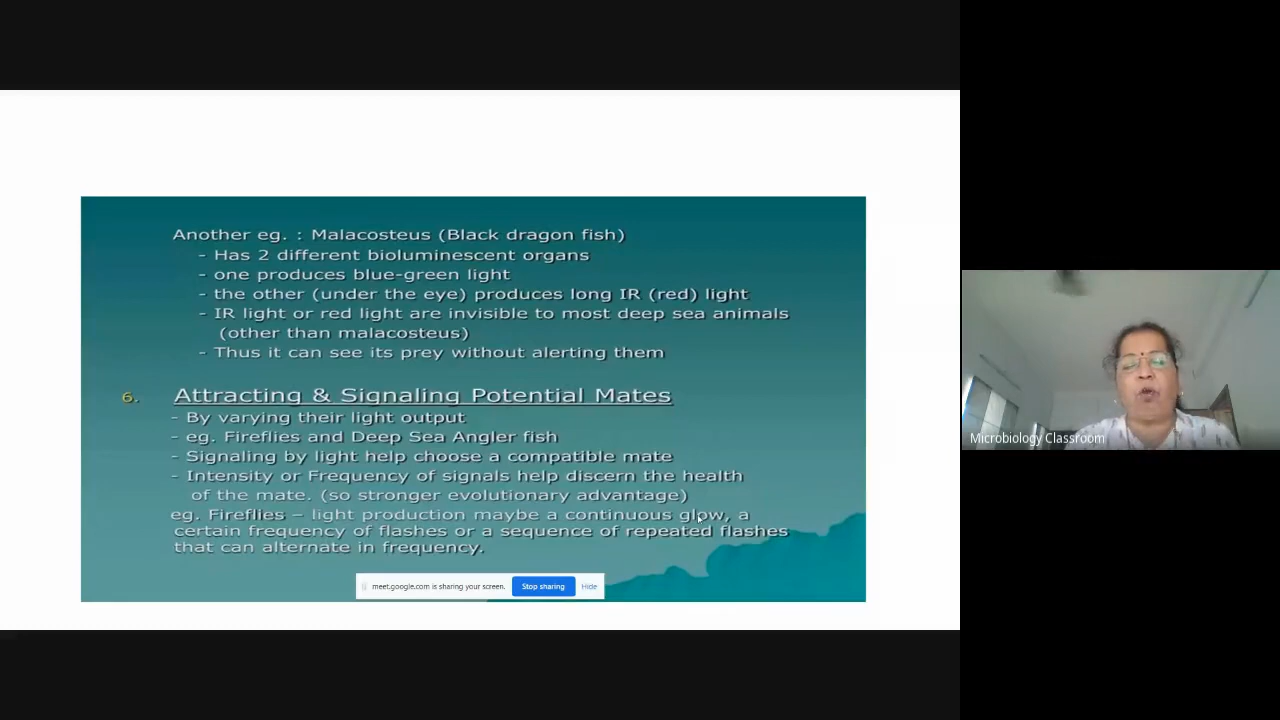 Another eg. : Malacosteus (Black dragon fish)
- Has 2 different bioluminescent organs
- one produces blue-green light
- the other (under the eye) produces long IR (red) light
- IR light or red light are invisible to most deep sea animals
(other than malacosteus)
- Thus it can see its prey without alerting them
6. Attracting & Signaling Potential Mates
- By varying their light output
- eg. Fireflies and Deep Sea Angler fish
- Signaling by light help choose a compatible mate
- Intensity or Frequency of signals help discern the health
of the mate. (so stronger evolutionary advantage)
eg. Fireflies – light production maybe a continuous glow, a
certain frequency of flashes or a sequence of repeated flashes
that can alternate in frequency.
meet.google.com is sharing your screen. Stop sharing Hide
Microbiology Classroom